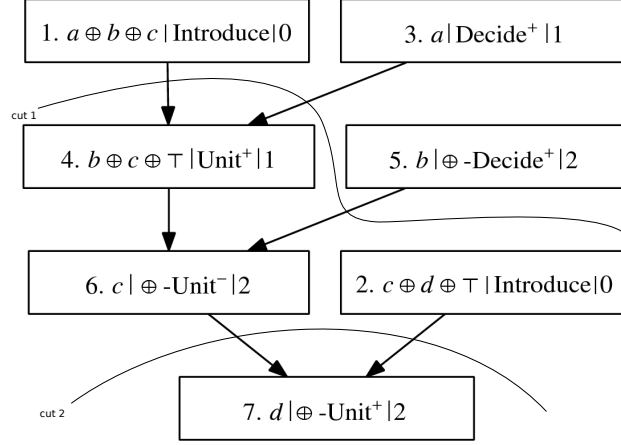 1. a ⊕ b ⊕ c | Introduce|0
3. a| Decide⁺ |1
cut 1
4. b ⊕ c ⊕ ⊤ |Unit⁺|1
5. b |⊕ -Decide⁺|2
6. c| ⊕ -Unit⁻|2
2. c ⊕ d ⊕ ⊤ | Introduce|0
cut 2
7. d |⊕ -Unit⁺|2